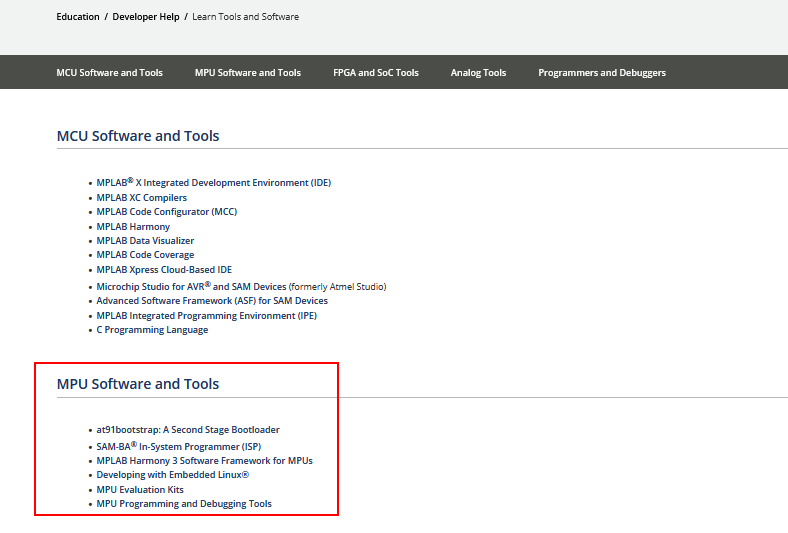 Education / Developer Help / Learn Tools and Software
MCU Software and Tools MPU Software and Tools FPGA and SoC Tools Analog Tools Programmers and Debuggers
MCU Software and Tools
• MPLAB® X Integrated Development Environment (IDE)
• MPLAB XC Compilers
• MPLAB Code Configurator (MCC)
• MPLAB Harmony
• MPLAB Data Visualizer
• MPLAB Code Coverage
• MPLAB Xpress Cloud-Based IDE
• Microchip Studio for AVR® and SAM Devices (formerly Atmel Studio)
• Advanced Software Framework (ASF) for SAM Devices
• MPLAB Integrated Programming Environment (IPE)
• C Programming Language
MPU Software and Tools
• at91bootstrap: A Second Stage Bootloader
• SAM-BA® In-System Programmer (ISP)
• MPLAB Harmony 3 Software Framework for MPUs
• Developing with Embedded Linux®
• MPU Evaluation Kits
• MPU Programming and Debugging Tools